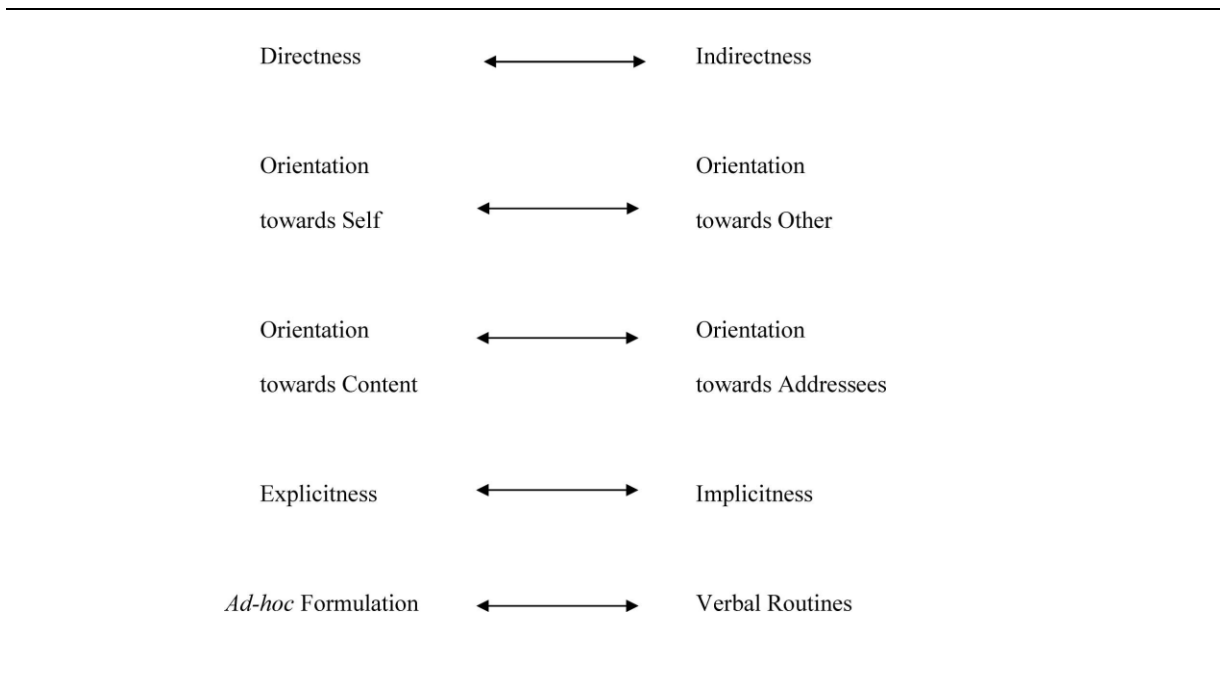 Directness Indirectness
Orientation Orientation
towards Self towards Other
Orientation Orientation
towards Content towards Addressees
Explicitness Implicitness
Ad-hoc Formulation Verbal Routines